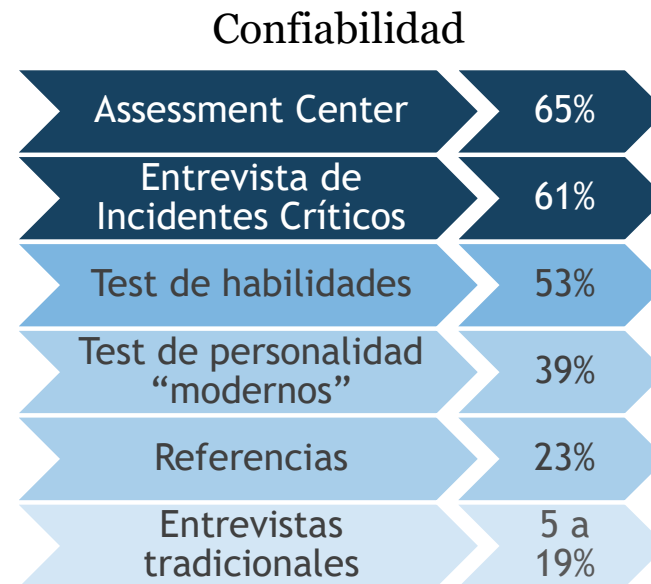 Confiabilidad
Assessment Center
65%
Entrevista de
Incidentes Críticos
61%
Test de habilidades
53%
Test de personalidad
“modernos”
39%
Referencias
23%
Entrevistas
tradicionales
5 a
19%